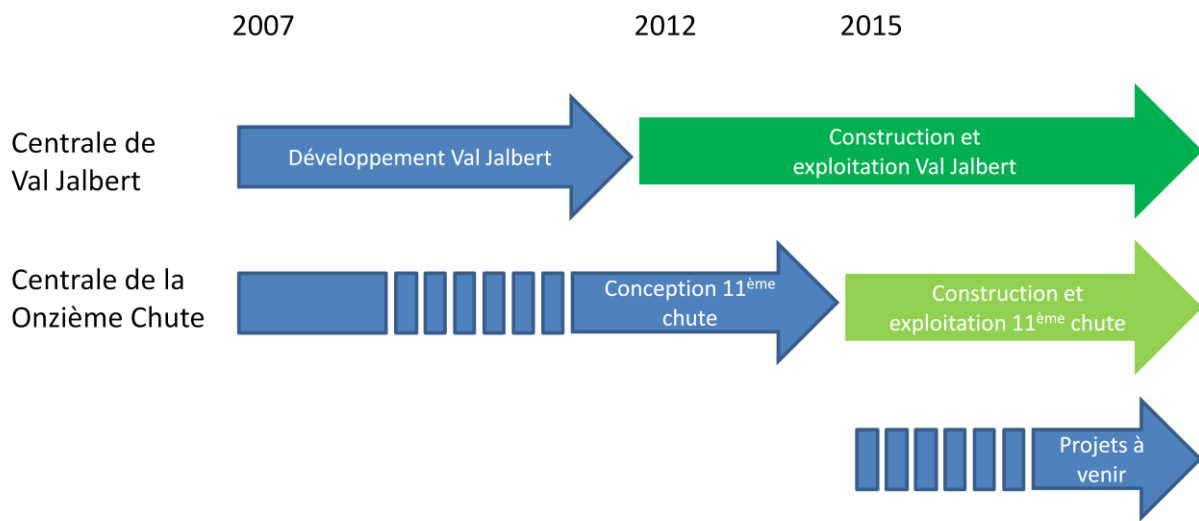 2007
2012
2015
Centrale de
Val Jalbert
Développement Val Jalbert
Construction et
exploitation Val Jalbert
Centrale de la
Onzième Chute
Conception 11ème
chute
Construction et
exploitation 11ème chute
Projets à
venir